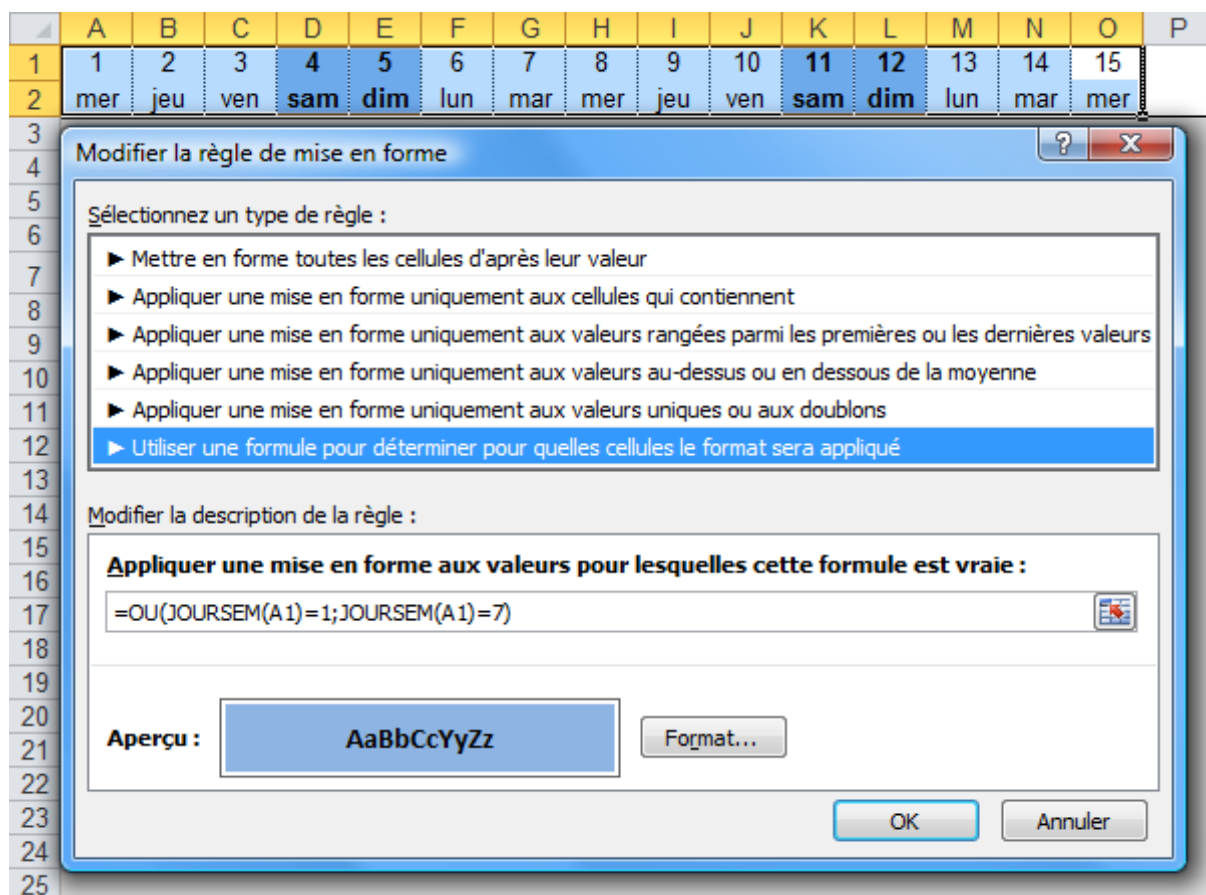 A B C D E F G H I J K L M N O P
1 1 2 3 4 5 6 7 8 9 10 11 12 13 14 15
2 mer jeu ven sam dim lun mar mer jeu ven sam dim lun mar mer
3
Modifier la règle de mise en forme ? X
4
5
Sélectionnez un type de règle :
6
► Mettre en forme toutes les cellules d'après leur valeur
7
► Appliquer une mise en forme uniquement aux cellules qui contiennent
8
► Appliquer une mise en forme uniquement aux valeurs rangées parmi les premières ou les dernières valeurs
9
► Appliquer une mise en forme uniquement aux valeurs au-dessus ou en dessous de la moyenne
10
► Appliquer une mise en forme uniquement aux valeurs uniques ou aux doublons
11
► Utiliser une formule pour déterminer pour quelles cellules le format sera appliqué
12
13
14
Modifier la description de la règle :
15
Appliquer une mise en forme aux valeurs pour lesquelles cette formule est vraie :
16
=OU(JOURSEM(A1)=1;JOURSEM(A1)=7)
17
18
19
20
Aperçu : AaBbCcYyZz Format...
21
22
23
OK Annuler
24
25